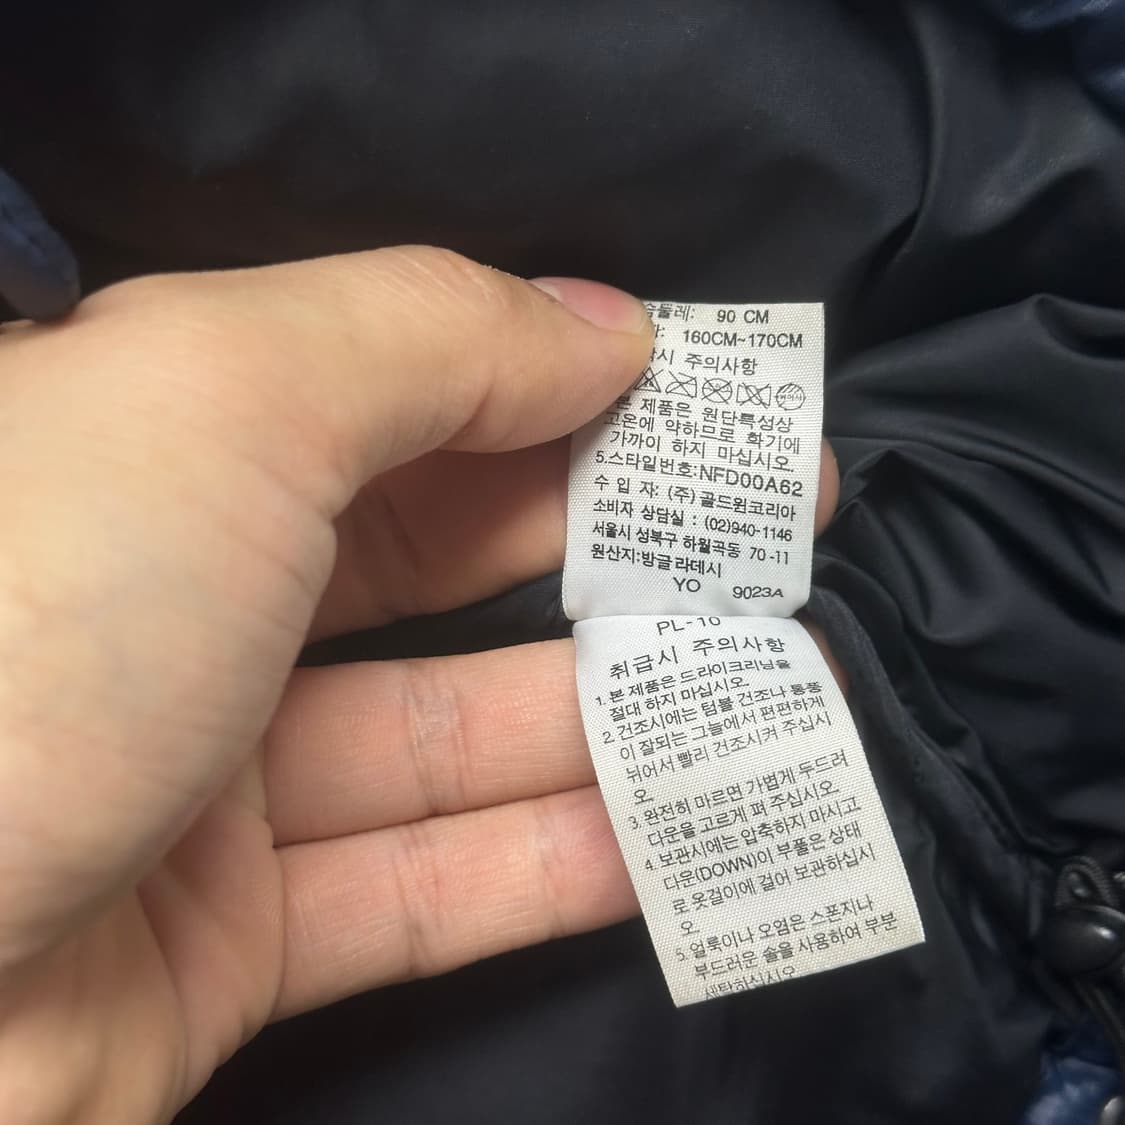 슴둘레: 90 CM
160CM~170CM
시 주의사항
본 제품은 원단특성상
고온에 약하므로 화기에
가까이 하지 마십시오.
5.스타일번호:NFD00A62
수 입 자: (주)골드윈코리아
소비자 상담실 : (02)940-1146
서울시 성북구 하월곡동 70-11
원산지:방글라데시
YO 9023A
PL-10
취급시 주의사항
1. 본 제품은 드라이크리닝을
절대 하지 마십시오.
2. 건조시에는 텀블 건조나 통풍
이 잘되는 그늘에서 편편하게
뉘어서 빨리 건조시켜 주십시
오.
3. 완전히 마르면 가볍게 두드려
다운을 고르게 펴 주십시오.
4. 보관시에는 압축하지 마시고
다운(DOWN)이 부풀은 상태
로 옷걸이에 걸어 보관하십시
오.
5. 얼룩이나 오염은 스폰지나
부드러운 솔을 사용하여 부분
세탁하십시오